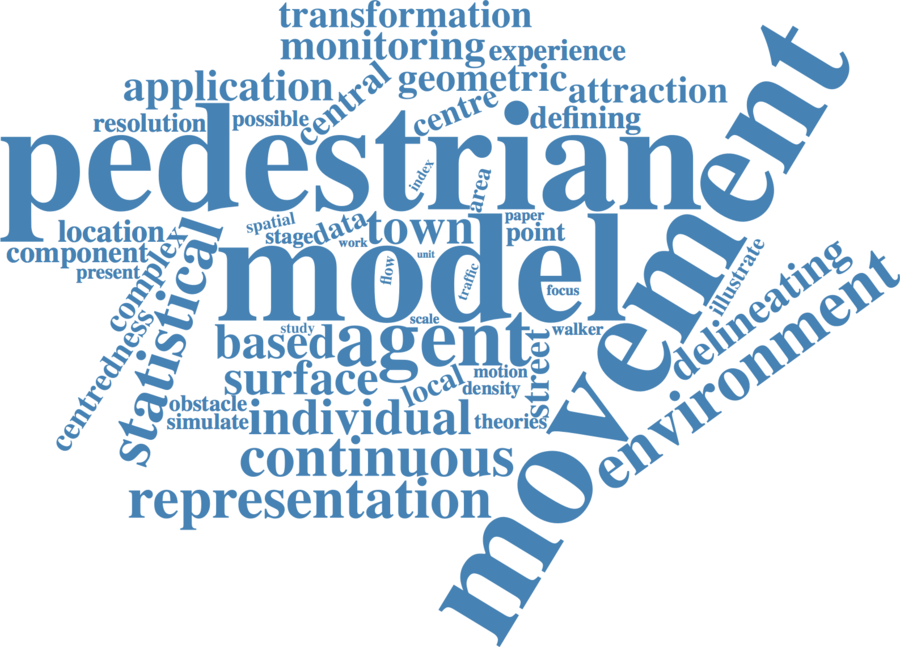 transformation
monitoring
experience
central
geometric
application
attraction
centre
resolution
possible
defining
pedestrian
movement
index
area
location
spatial
data
town
paper
stage
work
point
component
present
complex
statistical
model
flow
unit
traffic
focus
illustrate
delineating
environment
centredness
scale
study
based
agent
walker
street
surface
local
motion
density
obstacle
simulate
individual
theories
continuous
representation